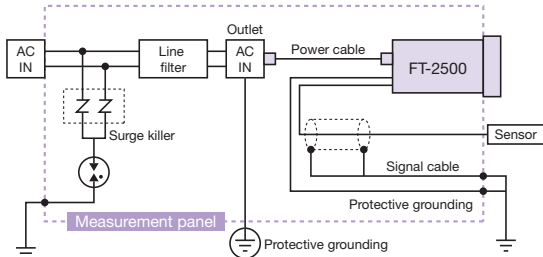 Outlet
AC
IN
Line
filter
AC
IN
Power cable
FT-2500
Surge killer
Sensor
Signal cable
Protective grounding
Measurement panel
Protective grounding